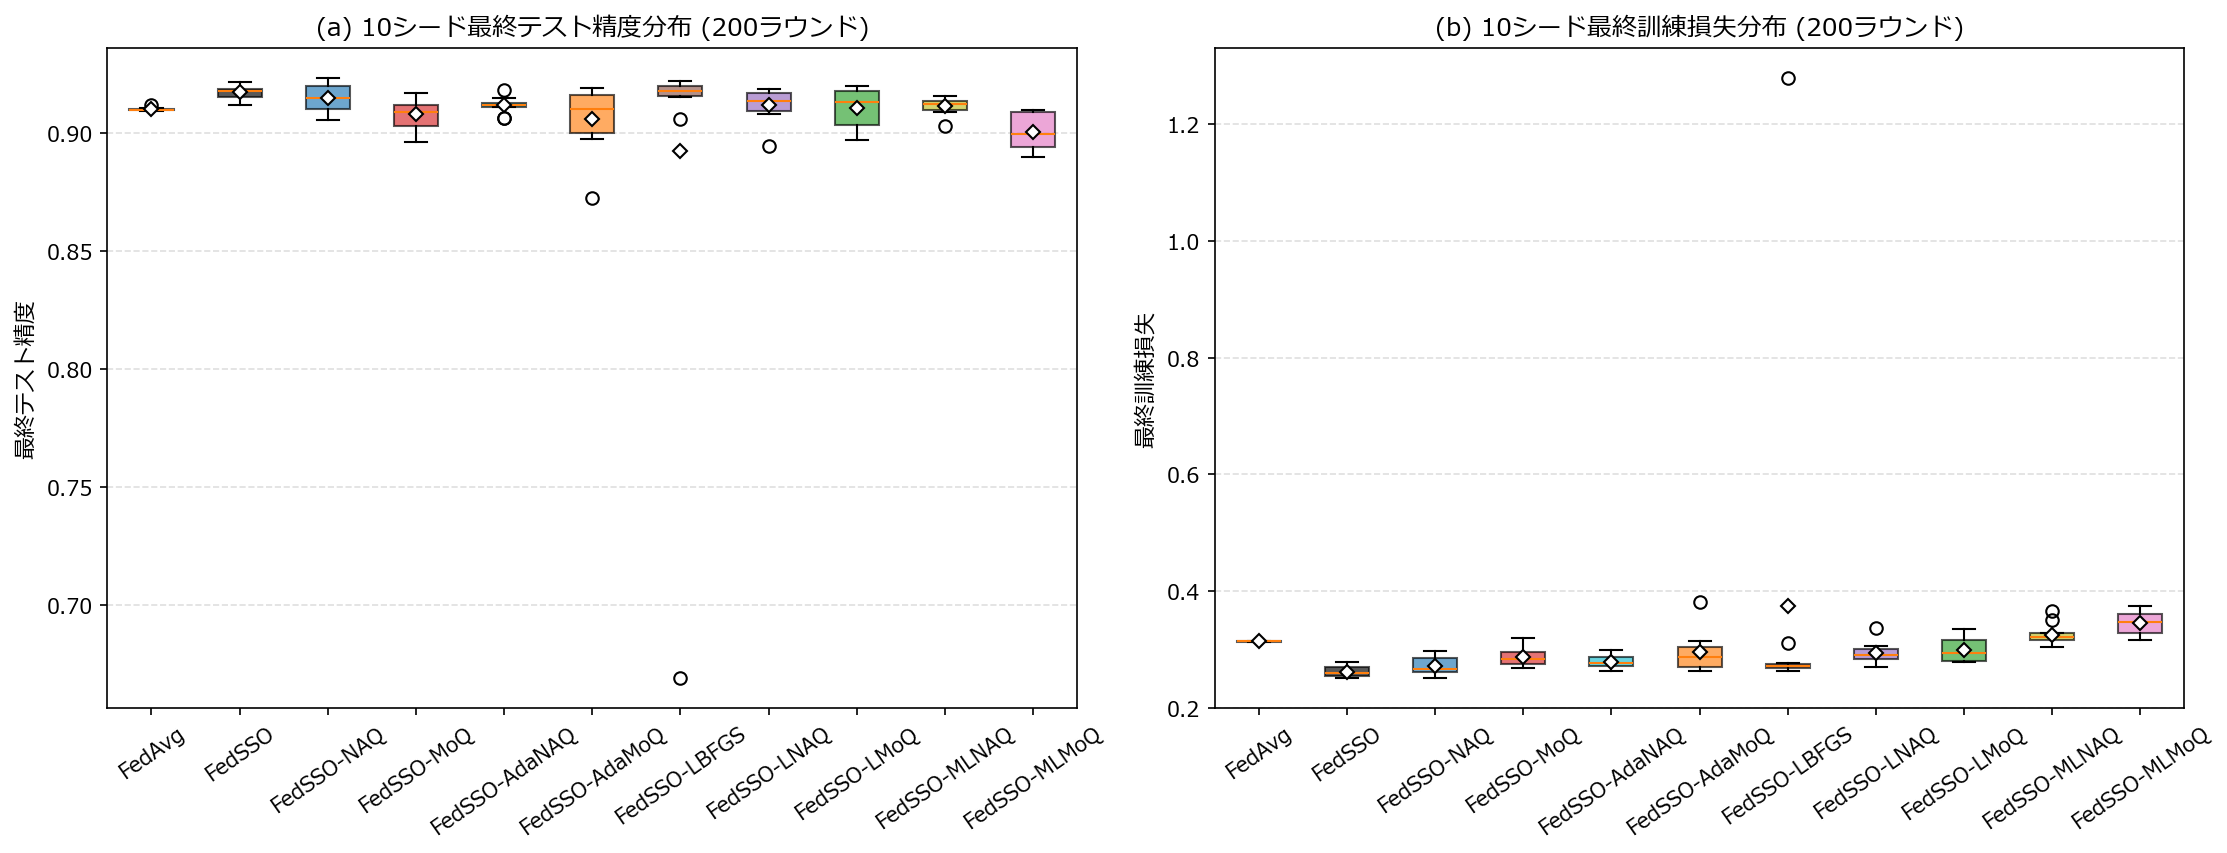 (a) 10シード最終テスト精度分布 (200ラウンド)
最終テスト精度
0.90
0.85
0.80
0.75
0.70
FedAvg
FedSSO
FedSSO-NAQ
FedSSO-MoQ
FedSSO-AdaNAQ
FedSSO-AdaMoQ
FedSSO-LBFGS
FedSSO-LNAQ
FedSSO-LMoQ
FedSSO-MLNAQ
FedSSO-MLMoQ
(b) 10シード最終訓練損失分布 (200ラウンド)
最終訓練損失
1.2
1.0
0.8
0.6
0.4
0.2
FedAvg
FedSSO
FedSSO-NAQ
FedSSO-MoQ
FedSSO-AdaNAQ
FedSSO-AdaMoQ
FedSSO-LBFGS
FedSSO-LNAQ
FedSSO-LMoQ
FedSSO-MLNAQ
FedSSO-MLMoQ